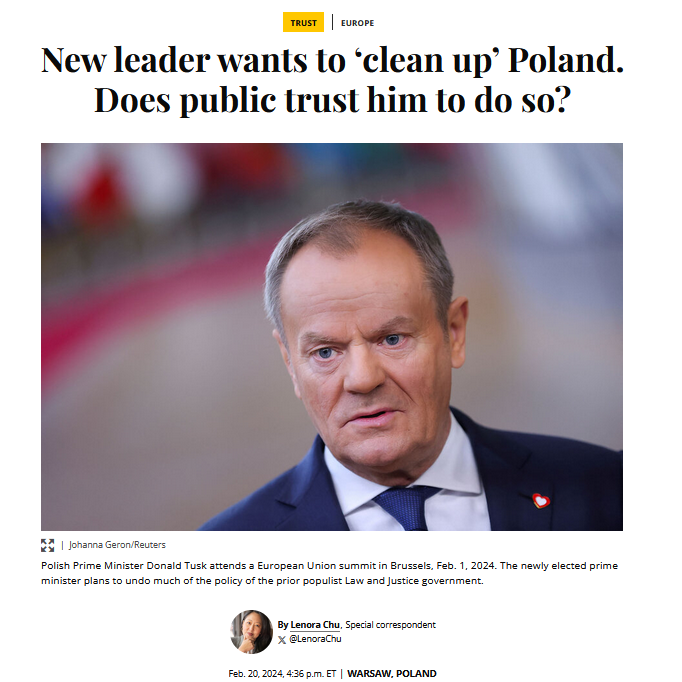 TRUST | EUROPE
New leader wants to ‘clean up’ Poland.
Does public trust him to do so?
| Johanna Geron/Reuters
Polish Prime Minister Donald Tusk attends a European Union summit in Brussels, Feb. 1, 2024. The newly elected prime
minister plans to undo much of the policy of the prior populist Law and Justice government.
By Lenora Chu, Special correspondent
@LenoraChu
Feb. 20, 2024, 4:36 p.m. ET | WARSAW, POLAND